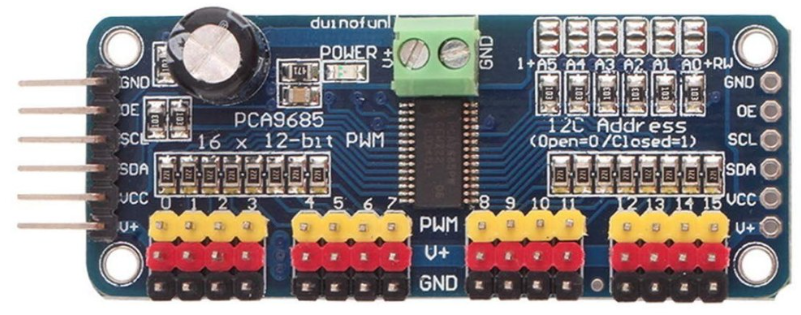 duinofun
POWER
V+
GND
1+A5 A4 A3 A2 A1 A0 +RW
GND
OE
SCL
SDA
VCC
V+
PCA9685
16 x 12-bit PWM
I2C Address
(Open=0/Closed=1)
GND
OE
SCL
SDA
VCC
V+
0 1 2 3 4 5 6 7 8 9 10 11 12 13 14 15
PWM
V+
GND